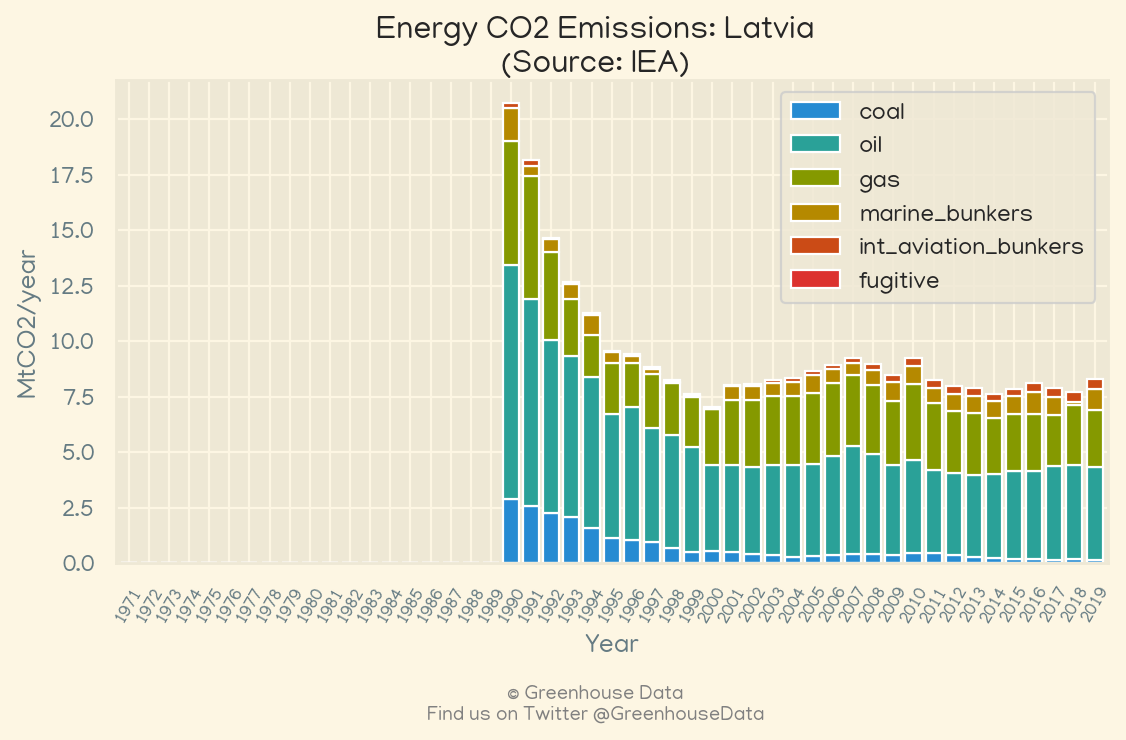 Energy CO2 Emissions: Latvia
(Source: IEA)
MtCO2/year
20.0
17.5
15.0
12.5
10.0
7.5
5.0
2.5
0.0
coal
oil
gas
marine_bunkers
int_aviation_bunkers
fugitive
1971 1972 1973 1974 1975 1976 1977 1978 1979 1980 1981 1982 1983 1984 1985 1986 1987 1988 1989 1990 1991 1992 1993 1994 1995 1996 1997 1998 1999 2000 2001 2002 2003 2004 2005 2006 2007 2008 2009 2010 2011 2012 2013 2014 2015 2016 2017 2018 2019
Year
© Greenhouse Data
Find us on Twitter @GreenhouseData